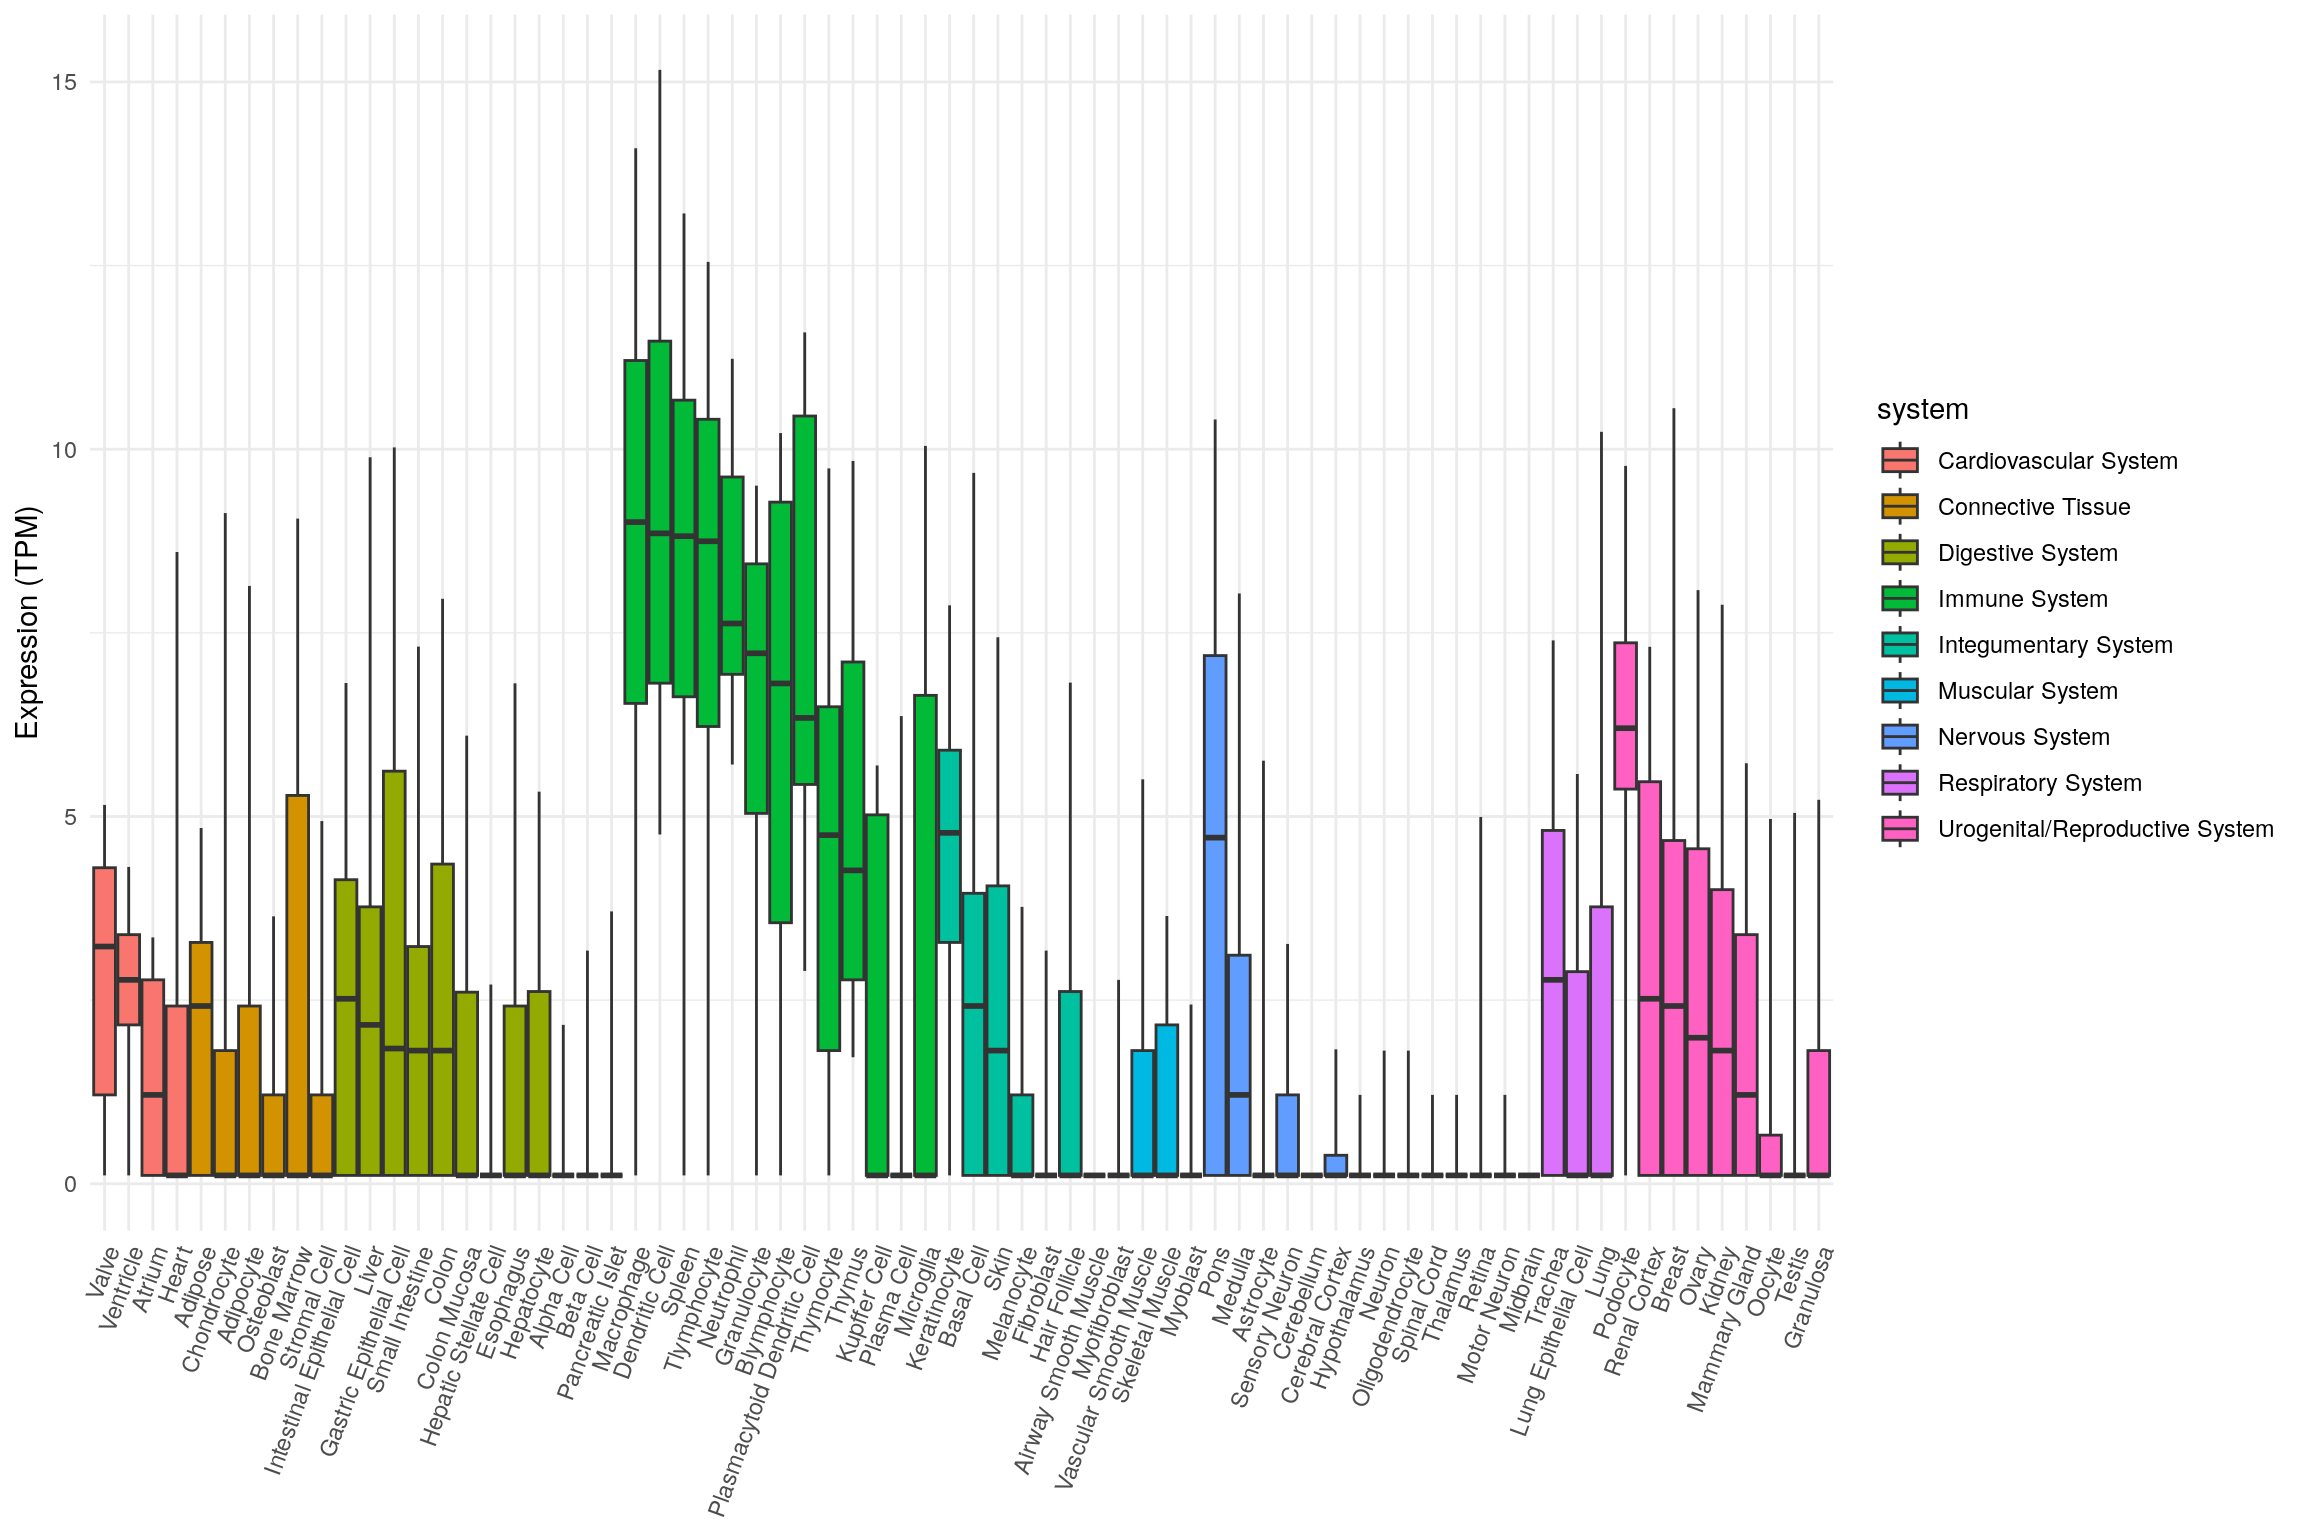 15
10
5
0
Expression (TPM)
Valve
Ventricle
Atrium
Heart
Adipose
Chondrocyte
Adipocyte
Osteoblast
Bone Marrow
Stromal Cell
Intestinal Epithelial Cell
Liver
Gastric Epithelial Cell
Small Intestine
Colon
Colon Mucosa
Hepatic Stellate Cell
Esophagus
Hepatocyte
Alpha Cell
Beta Cell
Pancreatic Islet
Macrophage
Dendritic Cell
Spleen
Tlymphocyte
Neutrophil
Granulocyte
Blymphocyte
Plasmacytoid Dendritic Cell
Thymocyte
Thymus
Kupffer Cell
Plasma Cell
Microglia
Keratinocyte
Basal Cell
Skin
Melanocyte
Fibroblast
Hair Follicle
Airway Smooth Muscle
Myofibroblast
Vascular Smooth Muscle
Skeletal Muscle
Myoblast
Pons
Medulla
Astrocyte
Sensory Neuron
Cerebellum
Cerebral Cortex
Hypothalamus
Neuron
Oligodendrocyte
Spinal Cord
Thalamus
Retina
Motor Neuron
Midbrain
Trachea
Lung Epithelial Cell
Lung
Podocyte
Renal Cortex
Breast
Ovary
Kidney
Mammary Gland
Oocyte
Testis
Granulosa
system
Cardiovascular System
Connective Tissue
Digestive System
Immune System
Integumentary System
Muscular System
Nervous System
Respiratory System
Urogenital/Reproductive System